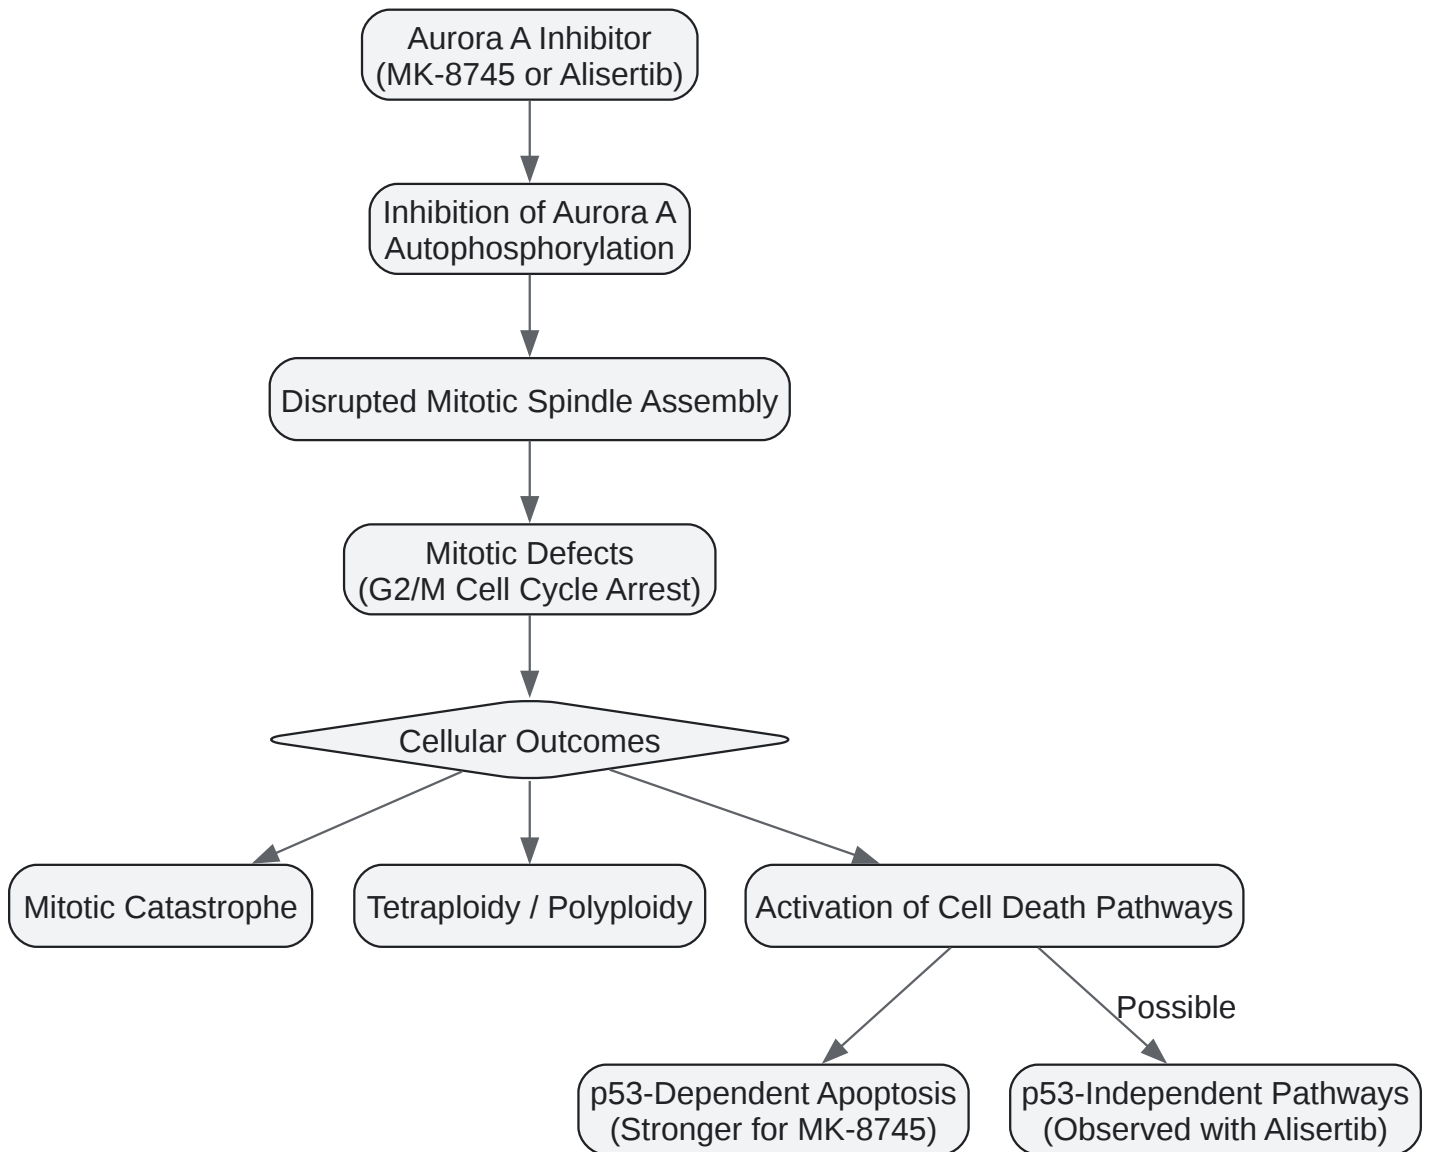 Aurora A Inhibitor
(MK-8745 or Alisertib)
Inhibition of Aurora A
Autophosphorylation
Disrupted Mitotic Spindle Assembly
Mitotic Defects
(G2/M Cell Cycle Arrest)
Cellular Outcomes
Mitotic Catastrophe
Tetraploidy / Polyploidy
Activation of Cell Death Pathways
Possible
p53-Dependent Apoptosis
(Stronger for MK-8745)
p53-Independent Pathways
(Observed with Alisertib)